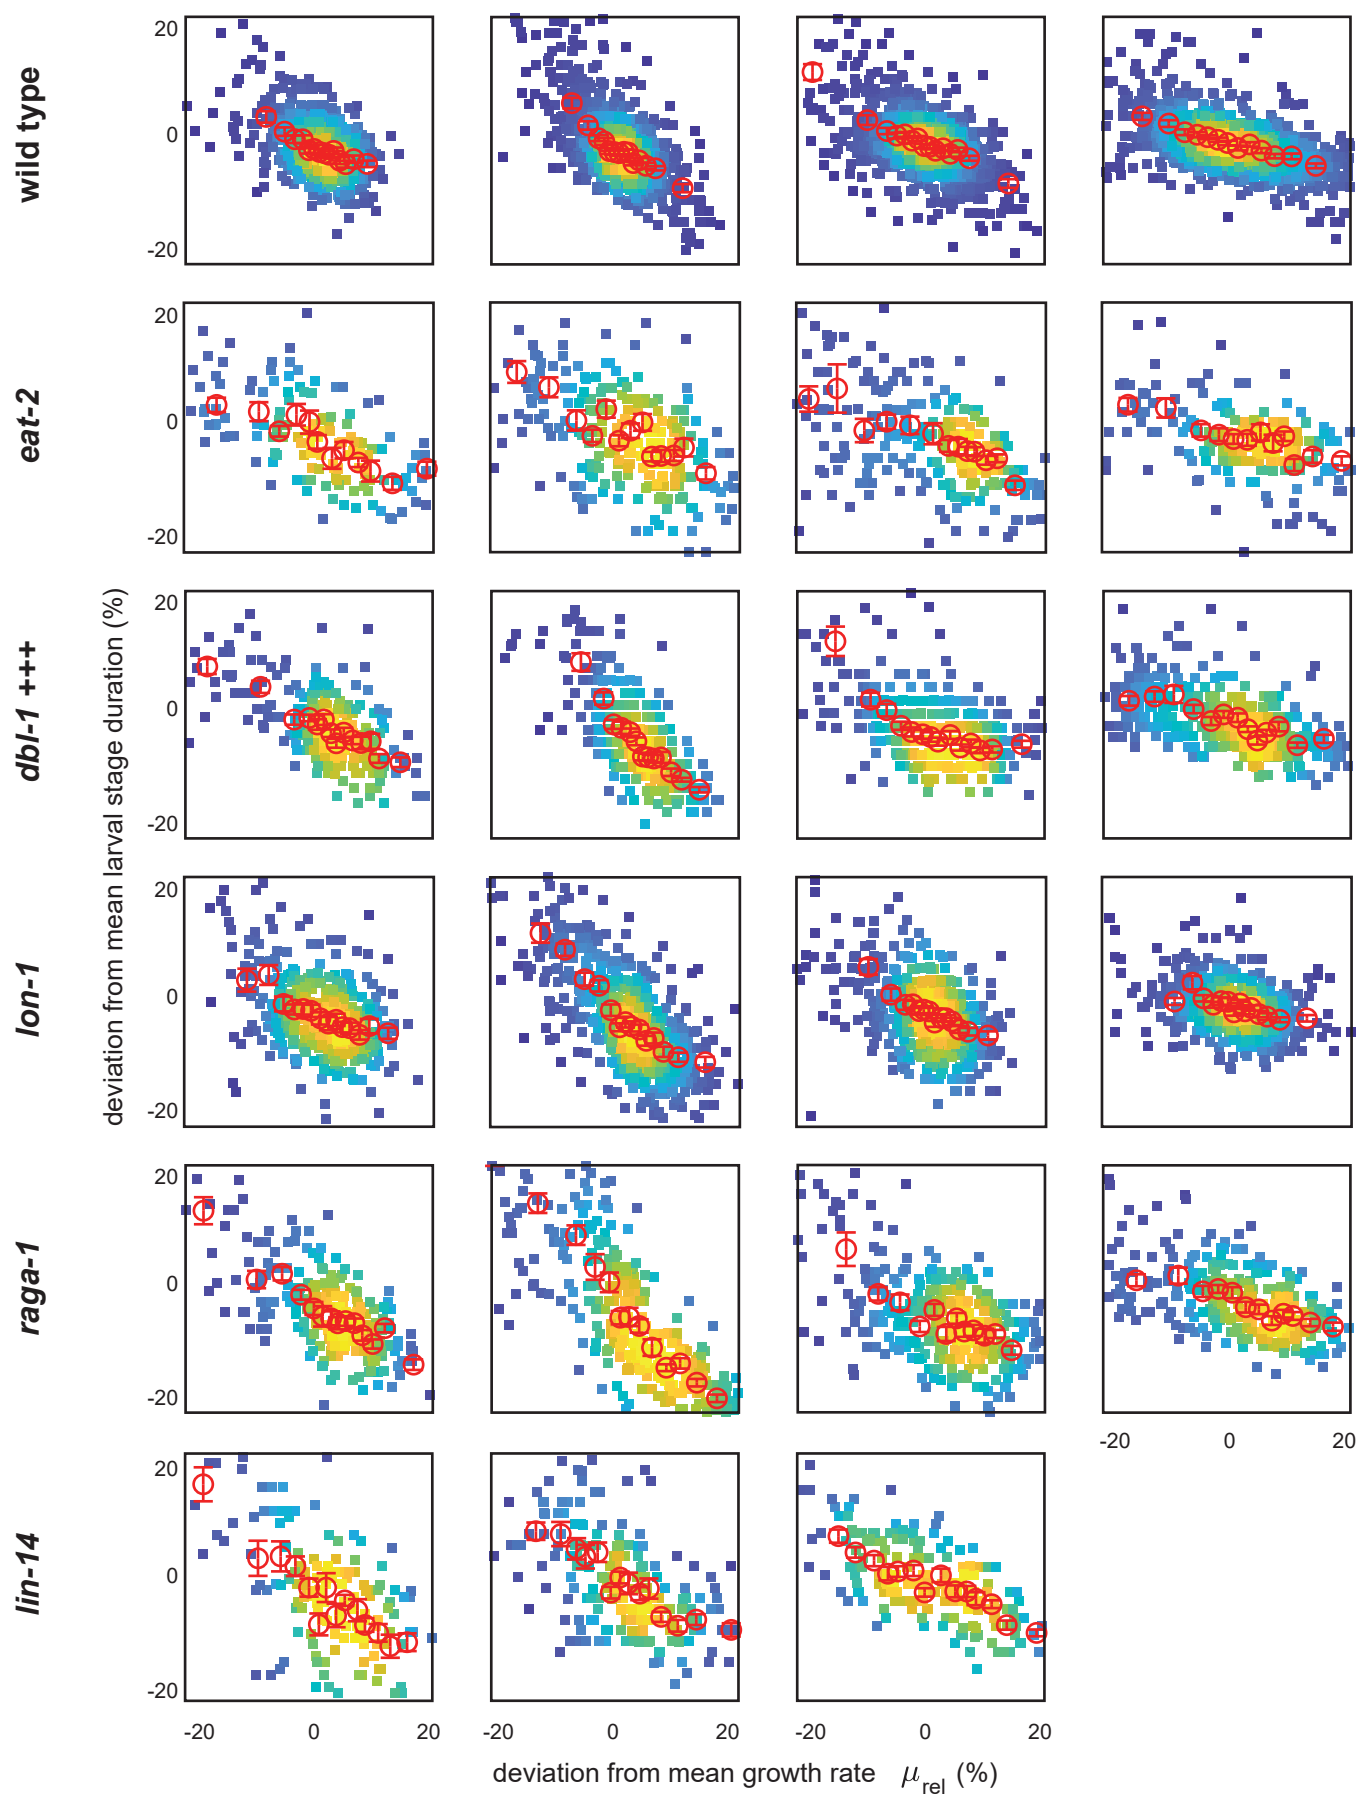 wild type
20
0
-20
eat-2
20
0
-20
deviation from mean larval stage duration (%)
dbl-1 +++
20
0
-20
lon-1
20
0
-20
raga-1
20
0
-20
-20 0 20
lin-14
20
0
-20
-20 0 20 -20 0 20 -20 0 20
deviation from mean growth rate μrel (%)